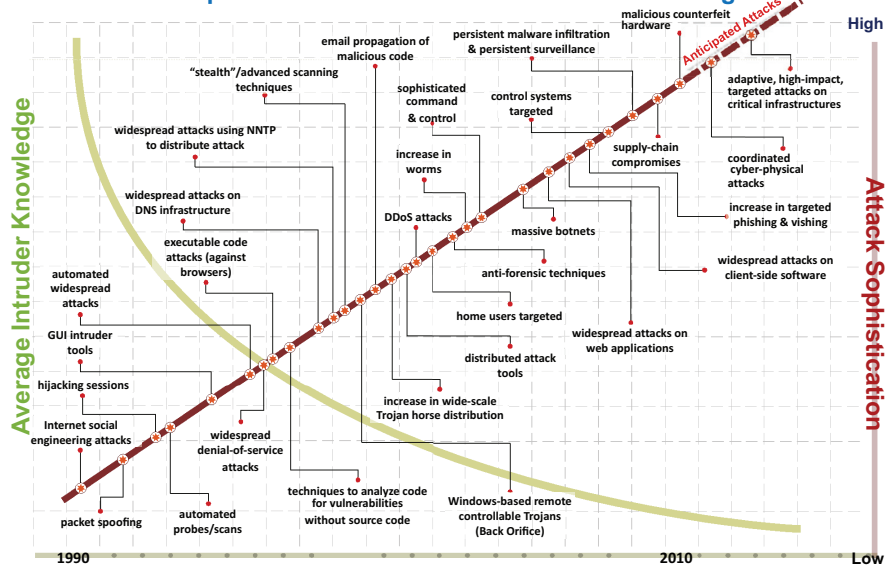 malicious counterfeit
hardware
High
persistent malware infiltration
& persistent surveillance
email propagation of
malicious code
Anticipated Attacks
“stealth”/advanced scanning
techniques
adaptive, high-impact,
targeted attacks on
critical infrastructures
sophisticated
command
& control
control systems
targeted
widespread attacks using NNTP
to distribute attack
supply-chain
compromises
increase in
worms
coordinated
cyber-physical
attacks
widespread attacks on
DNS infrastructure
DDoS attacks
increase in targeted
phishing & vishing
massive botnets
executable code
attacks (against
browsers)
anti-forensic techniques
widespread attacks on
client-side software
automated
widespread
attacks
home users targeted
GUI intruder
tools
widespread attacks on
web applications
distributed attack
tools
hijacking sessions
increase in wide-scale
Trojan horse distribution
Internet social
engineering attacks
widespread
denial-of-service
attacks
techniques to analyze code
for vulnerabilities
without source code
Windows-based remote
controllable Trojans
(Back Orifice)
packet spoofing
automated
probes/scans
Average Intruder Knowledge
Attack Sophistication
1990
2010
Low